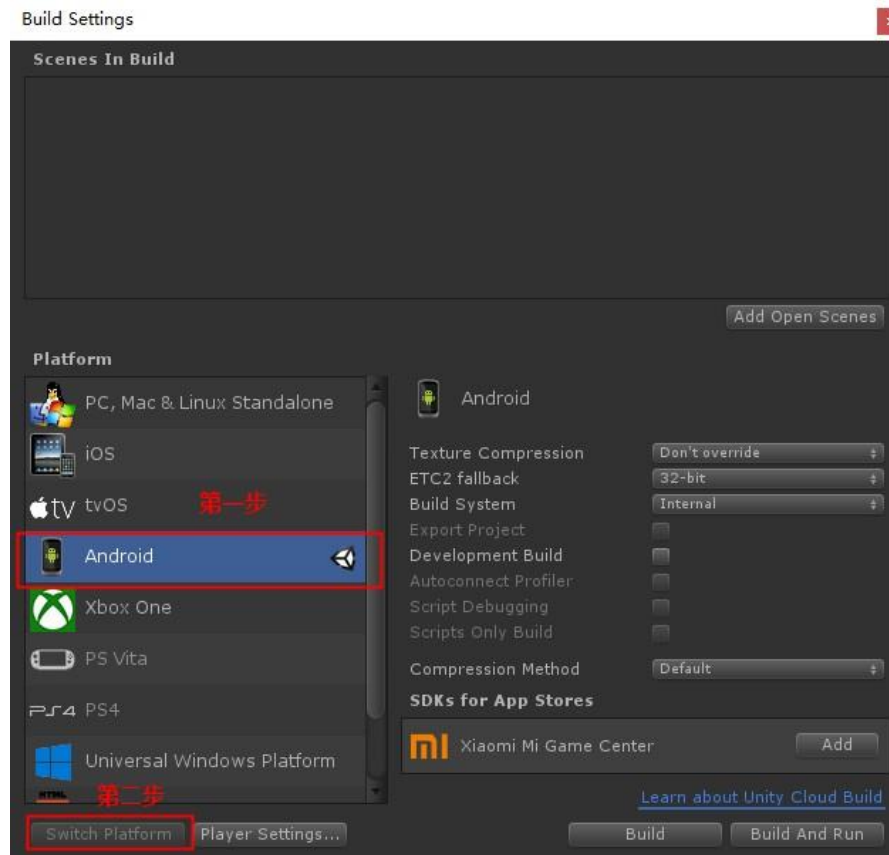 Build Settings
Scenes In Build
Add Open Scenes
Platform
PC, Mac & Linux Standalone
iOS
tv tvOS
第一步
Android
Xbox One
PS Vita
PS4 PS4
Universal Windows Platform
HTML
第二步
Switch Platform
Player Settings...
Android
Texture Compression
Don't override
ETC2 fallback
32-bit
Build System
Internal
Export Project
Development Build
Autoconnect Profiler
Script Debugging
Scripts Only Build
Compression Method
Default
SDKs for App Stores
Xiaomi Mi Game Center
Add
Learn about Unity Cloud Build
Build
Build And Run